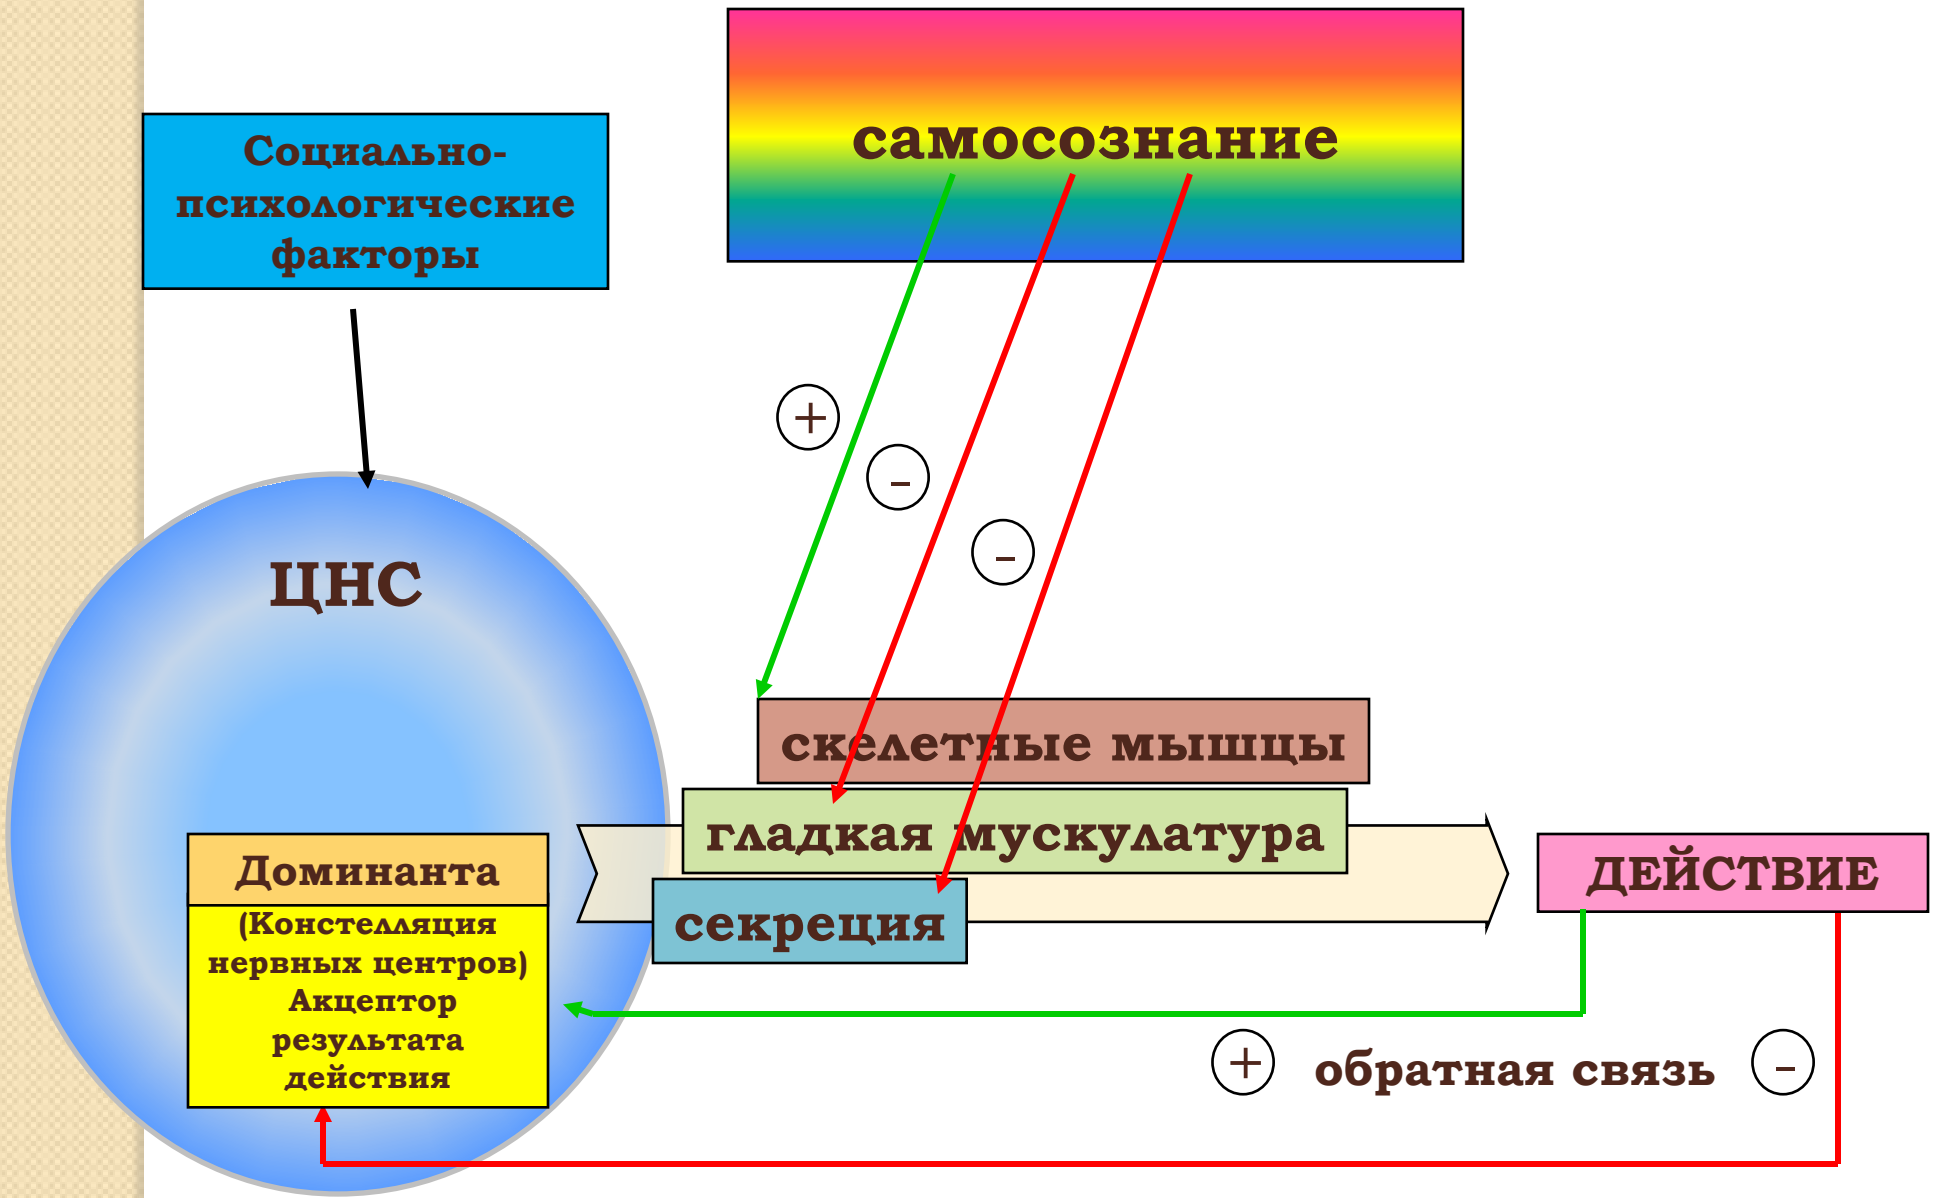 самосознание
Социально-
психологические
факторы
+
-
-
ЦНС
скелетные мышцы
гладкая мускулатура
секреция
ДЕЙСТВИЕ
Доминанта
(Констелляция
нервных центров)
Акцептор
результата
действия
+ обратная связь -